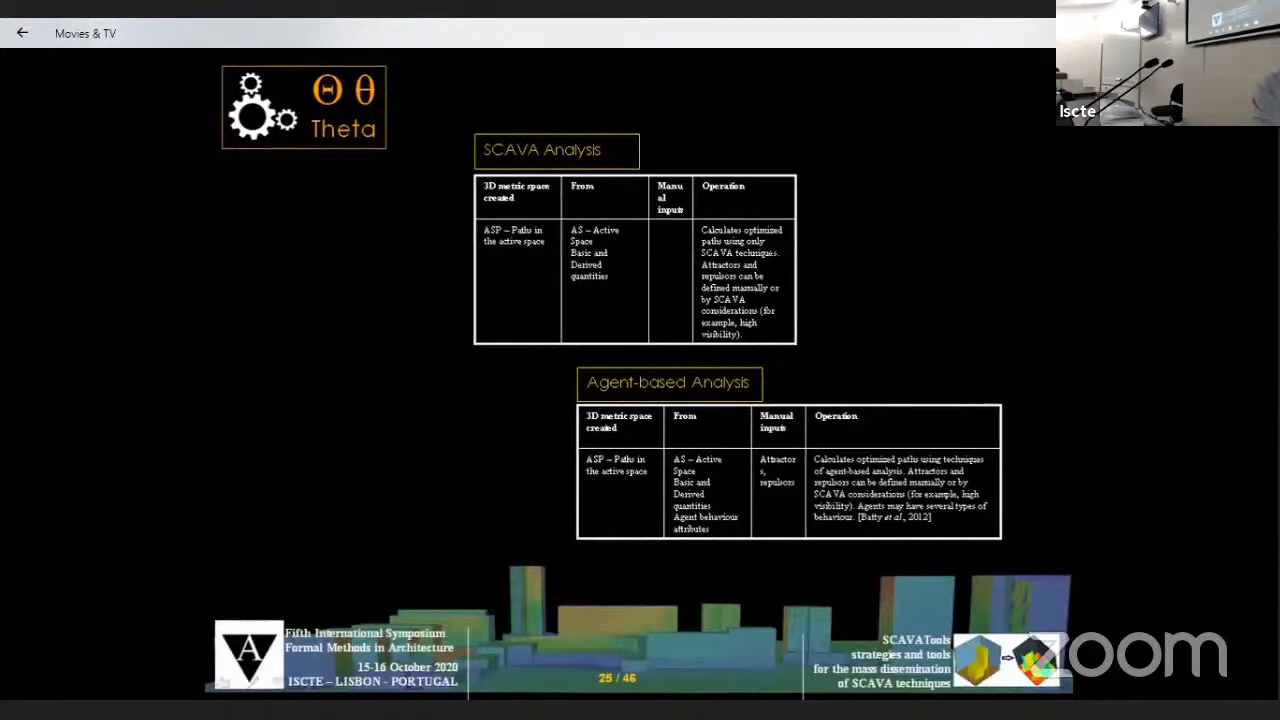 Movies & TV
Iscte
Θ θ
Theta
SCAVA Analysis
3D metric space
created
From
Manu
al
inputs
Operation
ASP – Paths in
the active space
AS – Active
Space
Basic and
Derived
quantities
Calculates optimized
paths using only
SCAVA techniques.
Attractors and
repulsors can be
defined manually or
by SCAVA
considerations (for
example, high
visibility).
Agent-based Analysis
3D metric space
created
From
Manual
inputs
Operation
ASP – Paths in
the active space
AS – Active
Space
Basic and
Derived
quantities
Agent behaviour
attributes
Attractor
s,
repulsors
Calculates optimized paths using techniques
of agent-based analysis. Attractors and
repulsors can be defined manually or by
SCAVA considerations (for example, high
visibility). Agents may have several types of
behaviour. [Batty et al., 2012]
A
Fifth International Symposium
Formal Methods in Architecture
15-16 October 2020
ISCTE – LISBON - PORTUGAL
25 / 46
SCAVATools
strategies and tools
for the mass dissemination
of SCAVA techniques
zoom